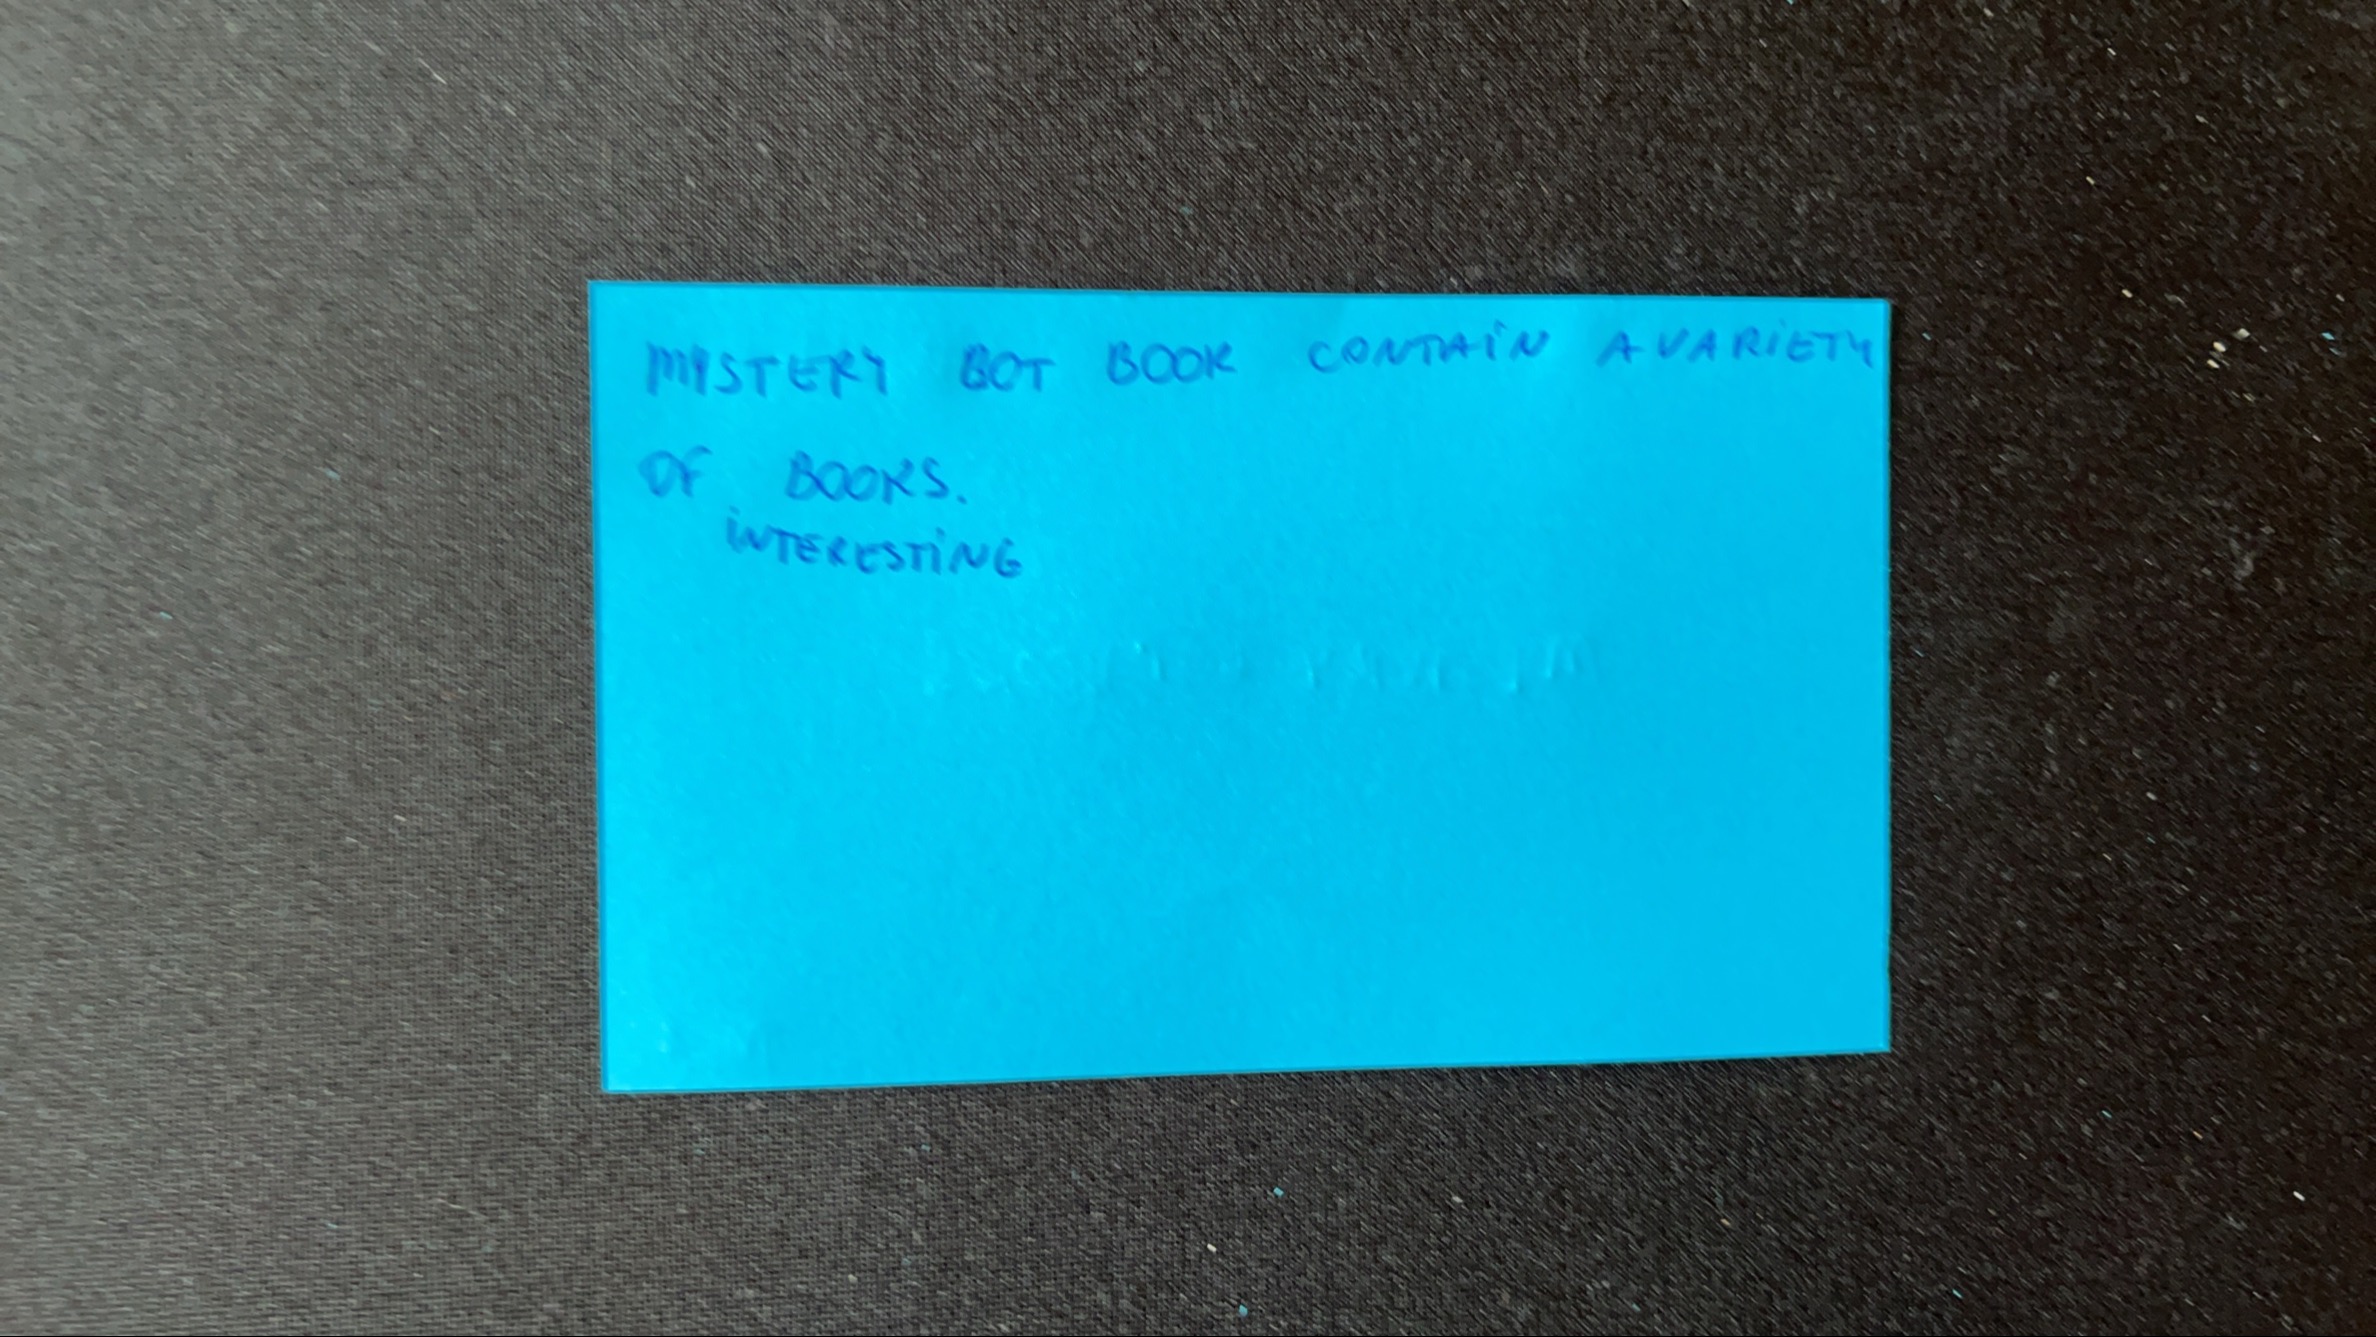 MYSTERY BOT BOOK CONTAIN A VARIETY
OF BOOKS.
iNTERESTiNG